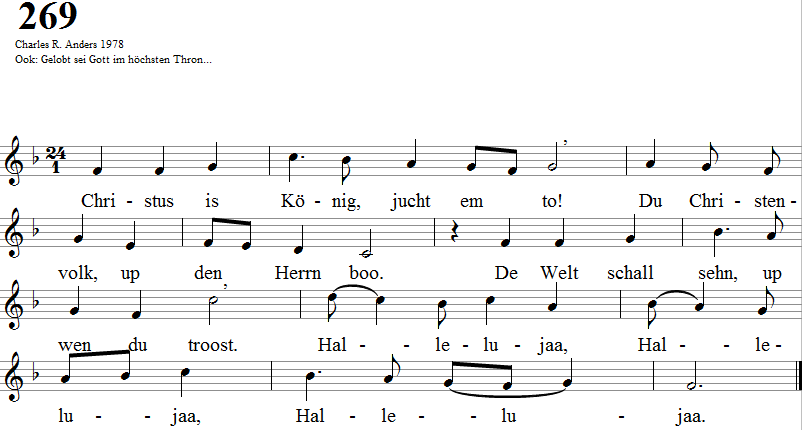 269
Charles R. Anders 1978
Ook: Gelobt sei Gott im höchsten Thron...
24
1
Chri - stus is Kö - nig, jucht em to! Du Chri - sten -
volk, up den Herrn boo. De Welt schall sehn, up
wen du troost. Hal - - le - lu - jaa, Hal - - le -
lu - - jaa, Hal - le - - lu - jaa.